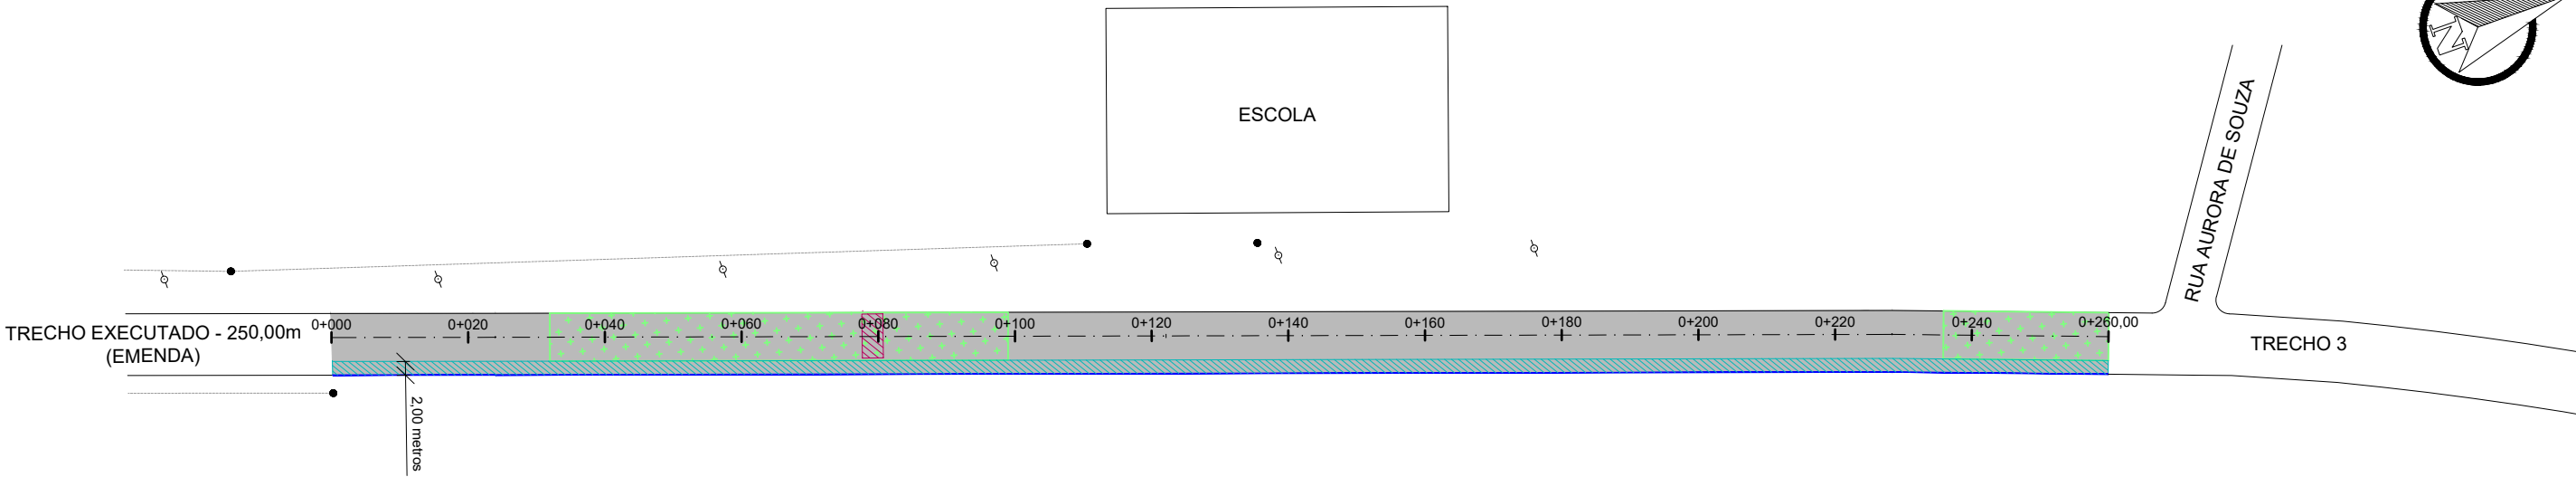 N
ESCOLA
RUA AURORA DE SOUZA
TRECHO EXECUTADO - 250,00m
(EMENDA)
0+000
0+020
0+040
0+060
0+080
0+100
0+120
0+140
0+160
0+180
0+200
0+220
0+240
0+260,00
TRECHO 3
2,00 metros